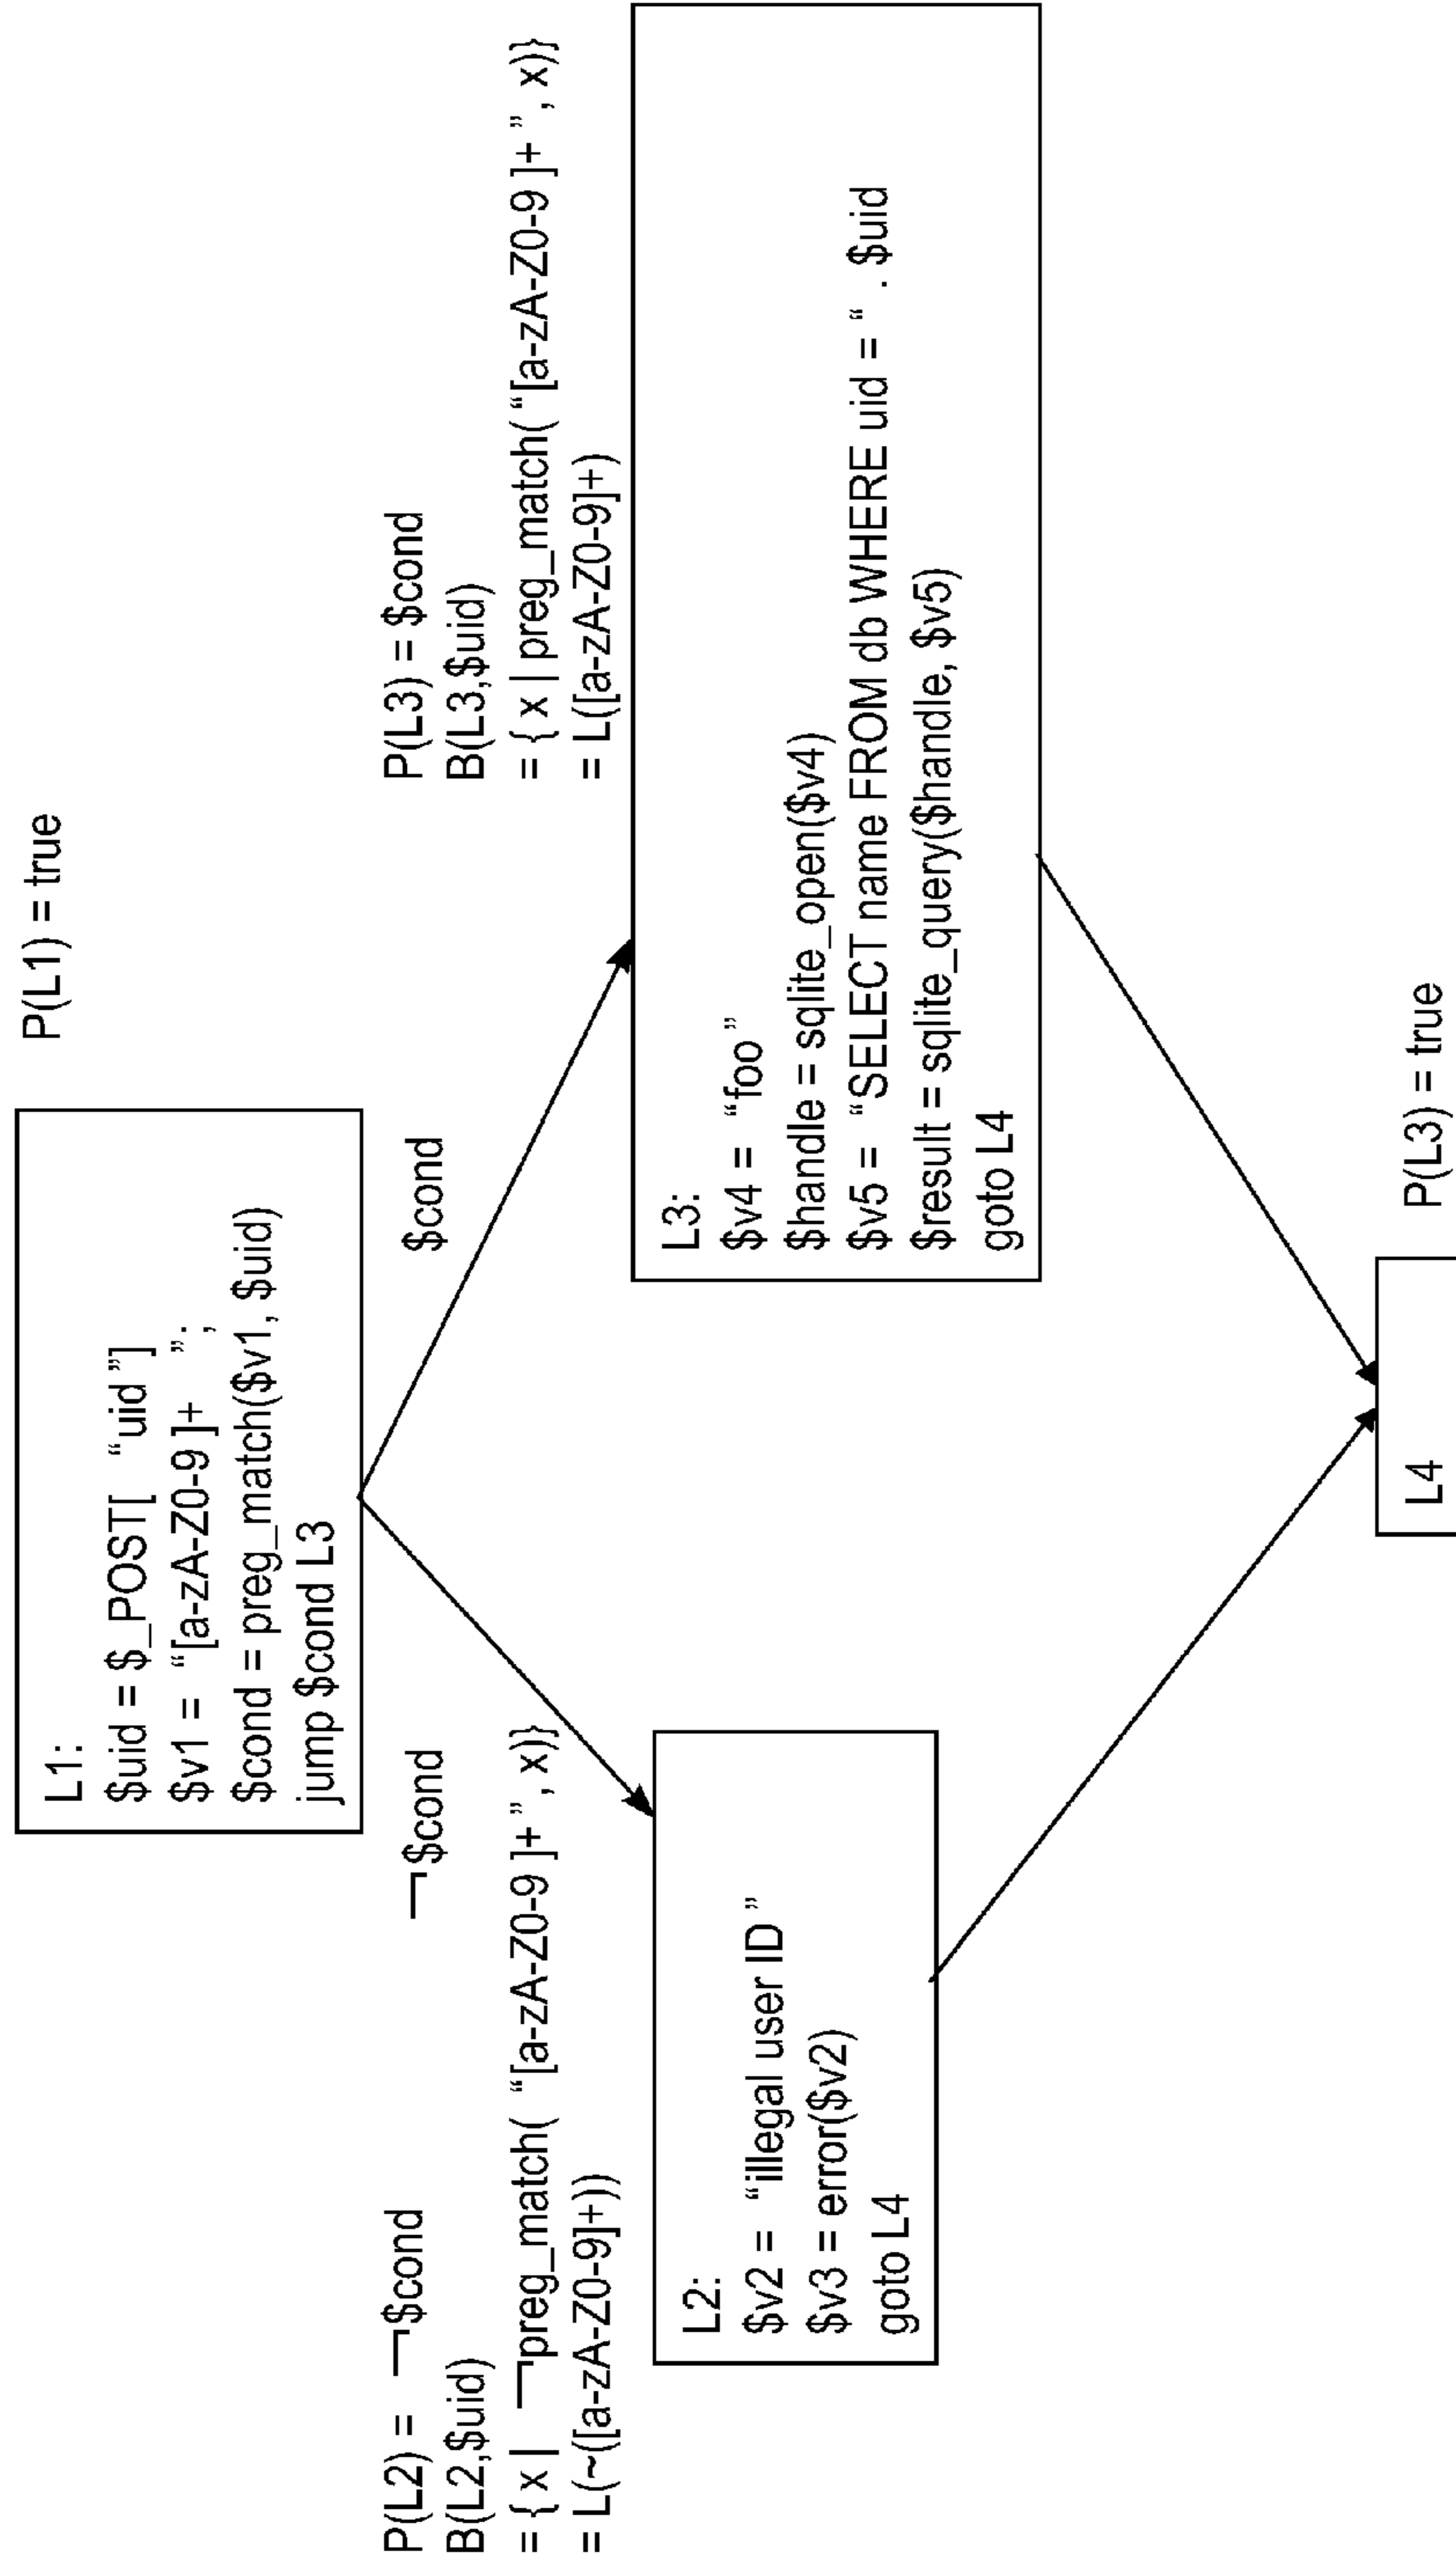 P(L1) = true
L1:
$uid = $_POST[ “uid”]
$v1 = “[a-zA-Z0-9 ]+ ”;
$cond = preg_match($v1, $uid)
jump $cond L3
¬$cond
$cond
P(L2) = ¬$cond
B(L2,$uid)
= { x | ¬preg_match( “[a-zA-Z0-9 ]+ ” , x)}
= L(~([a-zA-Z0-9]+))
P(L3) = $cond
B(L3,$uid)
= { x | preg_match( “[a-zA-Z0-9 ]+ ” , x)}
= L([a-zA-Z0-9]+)
L2:
$v2 = “illegal user ID ”
$v3 = error($v2)
goto L4
L3:
$v4 = “foo ”
$handle = sqlite_open($v4)
$v5 = “SELECT name FROM db WHERE uid = “ . $uid
$result = sqlite_query($handle, $v5)
goto L4
L4
P(L3) = true